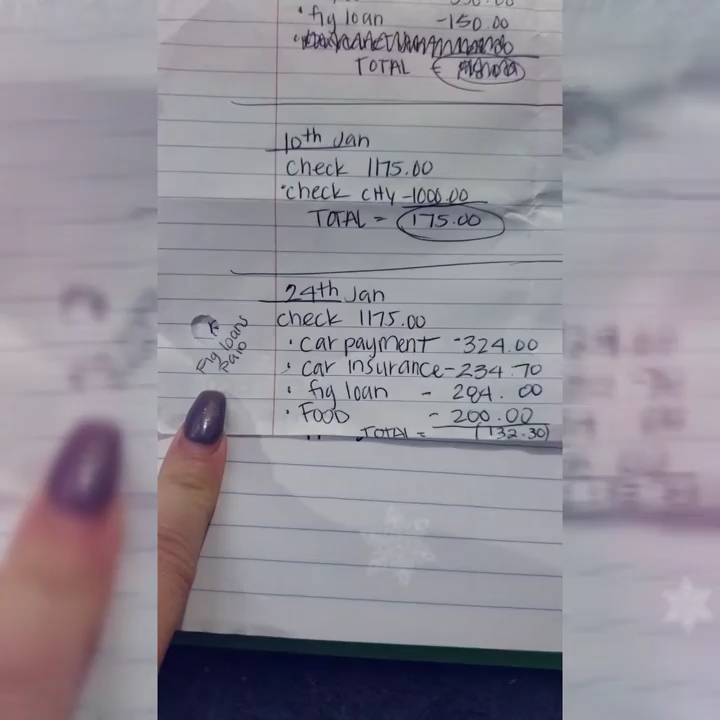 • fig loan -150.00
TOTAL =
10th Jan
check 1175.00
• check CHY -1000.00
TOTAL = 175.00
24th Jan
check 1175.00
• car payment -324.00
• car insurance -234.70
• fig loan - 284.00
• FOOD - 200.00
TOTAL = 132.30
Fig loans
paid